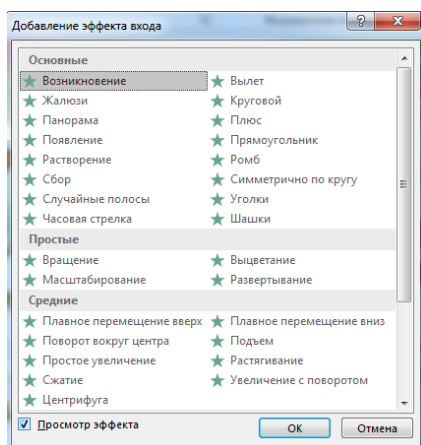 Добавление эффекта входа
Основные
Возникновение Вылет
Жалюзи Круговой
Панорама Плюс
Появление Прямоугольник
Растворение Ромб
Сбор Симметрично по кругу
Случайные полосы Уголки
Часовая стрелка Шашки
Простые
Вращение Выцветание
Масштабирование Развертывание
Средние
Плавное перемещение вверх Плавное перемещение вниз
Поворот вокруг центра Подъем
Простое увеличение Растягивание
Сжатие Увеличение с поворотом
Центрифуга
Просмотр эффекта ОК Отмена